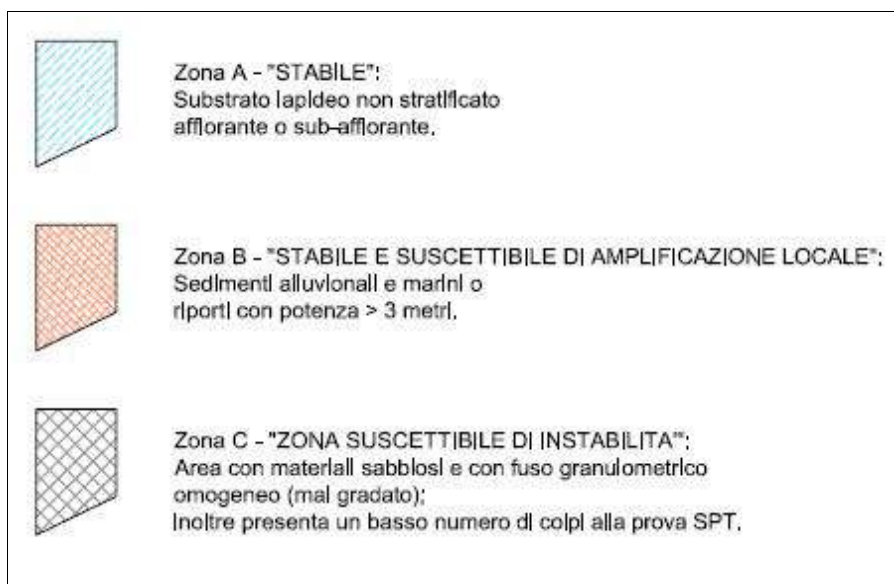 Zona A - "STABILE":
Substrato lapideo non stratificato
affiorante o sub-affiorante.
Zona B - "STABILE E SUSCETTIBILE DI AMPLIFICAZIONE LOCALE":
Sedimenti alluvionali e marini o
riporti con potenza > 3 metri.
Zona C - "ZONA SUSCETTIBILE DI INSTABILITA'":
Area con materiali sabbiosi e con fuso granulometrico
omogeneo (mal gradato);
Inoltre presenta un basso numero di colpi alla prova SPT.